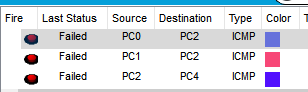 Fire Last Status Source Destination Type Color
Failed PC0 PC2 ICMP
Failed PC1 PC2 ICMP
Failed PC2 PC4 ICMP